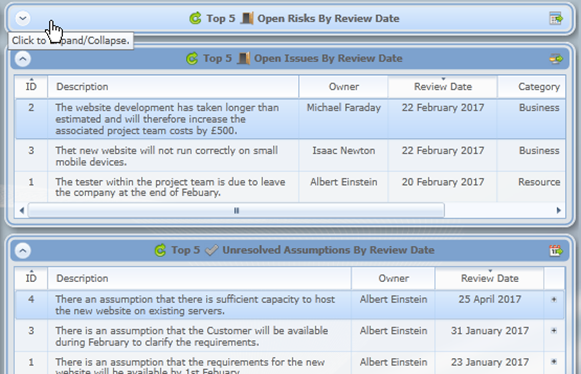 Top 5 Open Risks By Review Date
Click to Expand/Collapse.
Top 5 Open Issues By Review Date
ID Description Owner Review Date Category
2 The website development has taken longer than Michael Faraday 22 February 2017 Business
estimated and will therefore increase the
associated project team costs by £500.
3 Thet new website will not run correctly on small Isaac Newton 22 February 2017 Business
mobile devices.
1 The tester within the project team is due to leave Albert Einstein 20 February 2017 Resource
the company at the end of Febuary.
Top 5 Unresolved Assumptions By Review Date
ID Description Owner Review Date
4 There an assumption that there is sufficient capacity to host Albert Einstein 25 April 2017
the new website on existing servers.
3 There is an assumption that the Customer will be available Albert Einstein 31 January 2017
during February to clarify the requirements.
1 There is an assumption that the requirements for the new Albert Einstein 23 January 2017
website will be available by 1st Febuary.